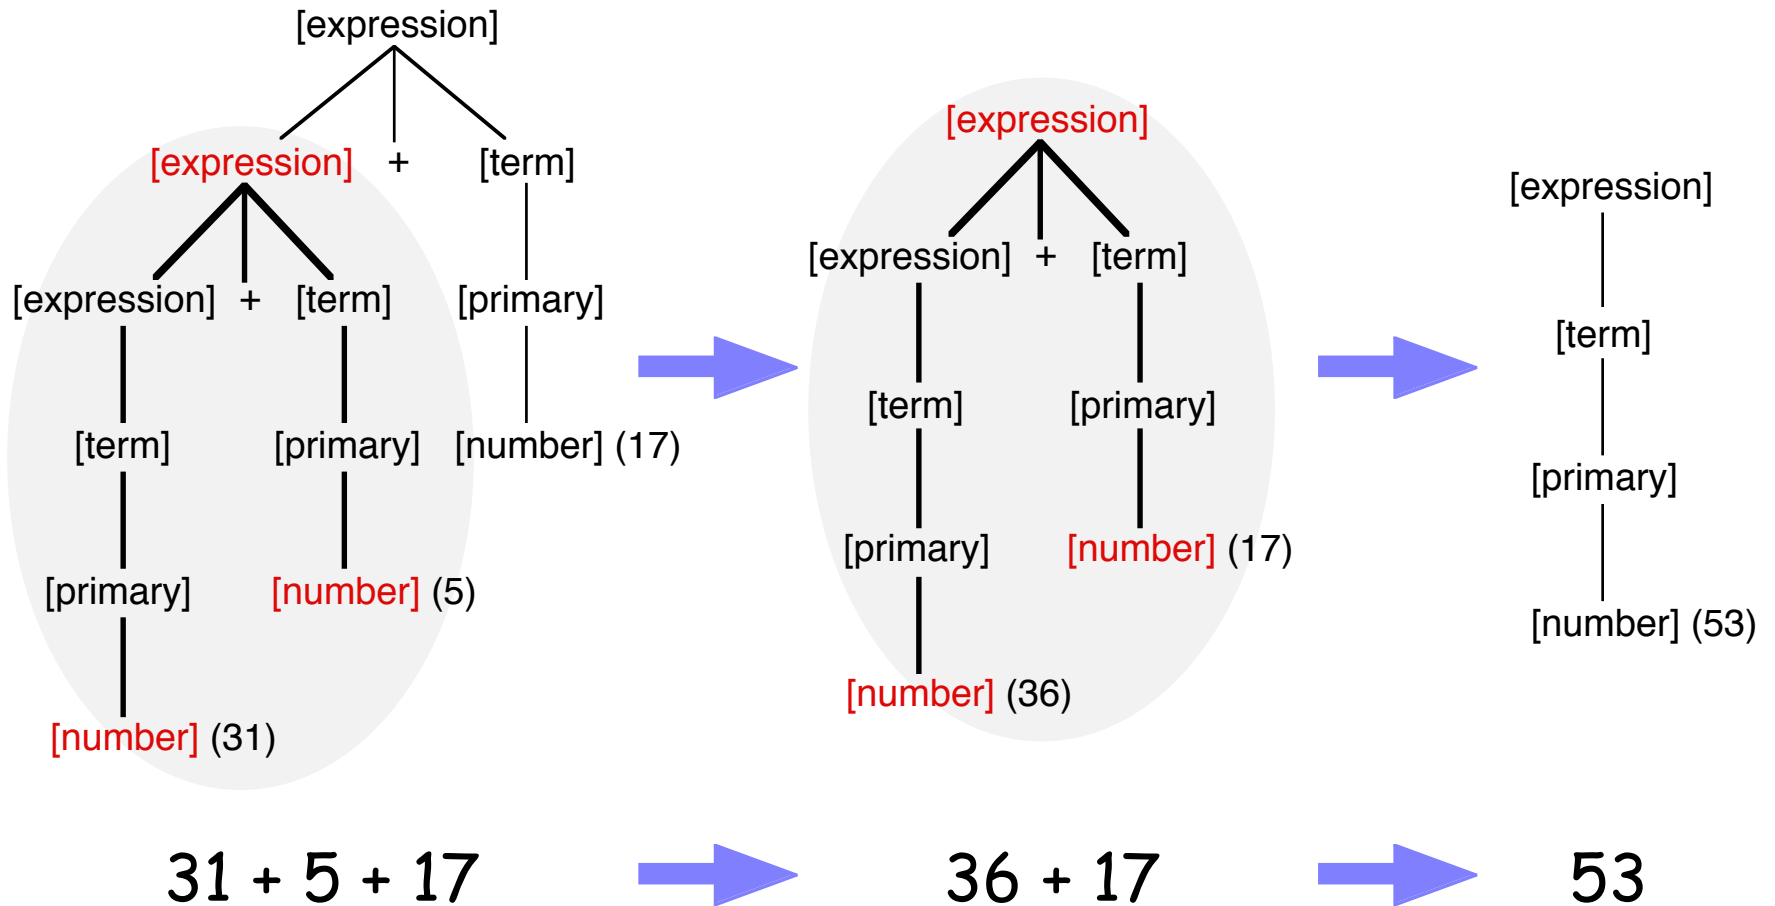 [expression]
[expression] + [term]
[expression] + [term] [primary]
[term] [primary] [number] (17)
[primary] [number] (5)
[number] (31)
[expression]
[expression] + [term]
[term] [primary]
[primary] [number] (17)
[number] (36)
[expression]
[term]
[primary]
[number] (53)
31 + 5 + 17
36 + 17
53